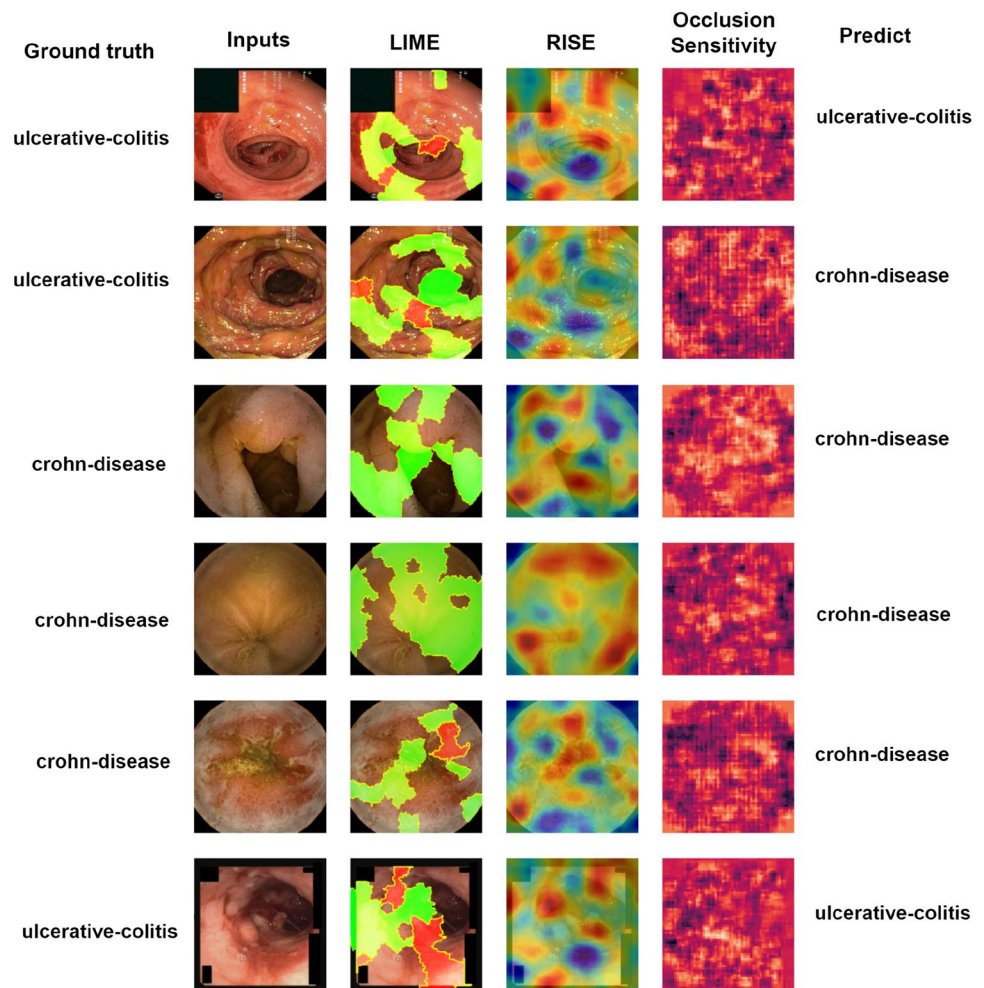 Ground truth Inputs LIME RISE Occlusion Sensitivity Predict
ulcerative-colitis ulcerative-colitis
ulcerative-colitis crohn-disease
crohn-disease crohn-disease
crohn-disease crohn-disease
crohn-disease crohn-disease
ulcerative-colitis ulcerative-colitis